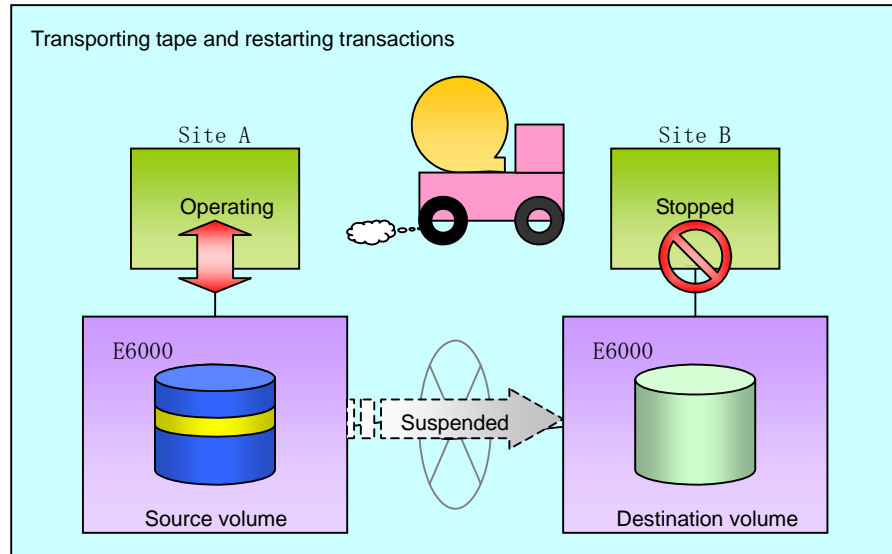 Transporting tape and restarting transactions
Site A
Site B
Operating
Stopped
E6000
E6000
Suspended
Source volume
Destination volume